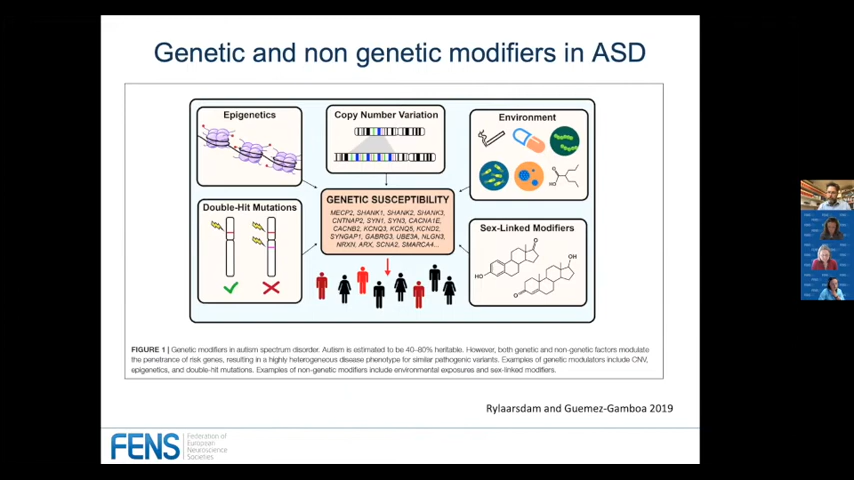 Genetic and non genetic modifiers in ASD
Epigenetics
Copy Number Variation
Environment
HO
O
Double-Hit Mutations
GENETIC SUSCEPTIBILITY
MECP2, SHANK1, SHANK2, SHANK3,
CNTNAP2, SYN1, SYN3, CACNA1E,
CACNB2, KCNQ3, KCNQ5, KCND2,
SYNGAP1, GABRG3, UBE3A, NLGN3,
NRXN, ARX, SCNA2, SMARCA4...
Sex-Linked Modifiers
O
HO
OH
O
FIGURE 1 | Genetic modifiers in autism spectrum disorder. Autism is estimated to be 40–80% heritable. However, both genetic and non-genetic factors modulate
the penetrance of risk genes, resulting in a highly heterogeneous disease phenotype for similar pathogenic variants. Examples of genetic modulators include CNV,
epigenetics, and double-hit mutations. Examples of non-genetic modifiers include environmental exposures and sex-linked modifiers.
Rylaarsdam and Guemez-Gamboa 2019
FENS
Federation of
European
Neuroscience
Societies